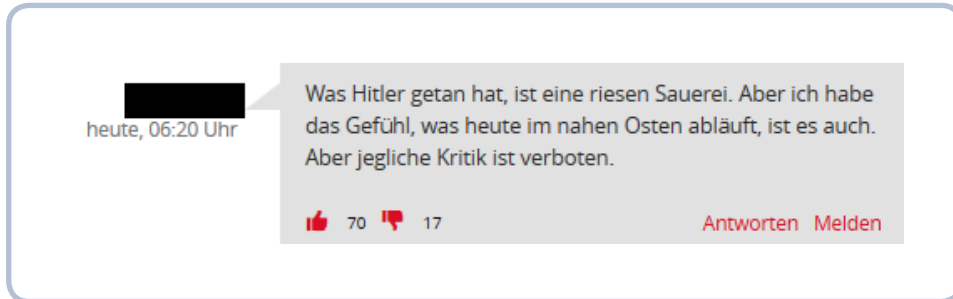 heute, 06:20 Uhr
Was Hitler getan hat, ist eine riesen Sauerei. Aber ich habe
das Gefühl, was heute im nahen Osten abläuft, ist es auch.
Aber jegliche Kritik ist verboten.
70 17
Antworten Melden